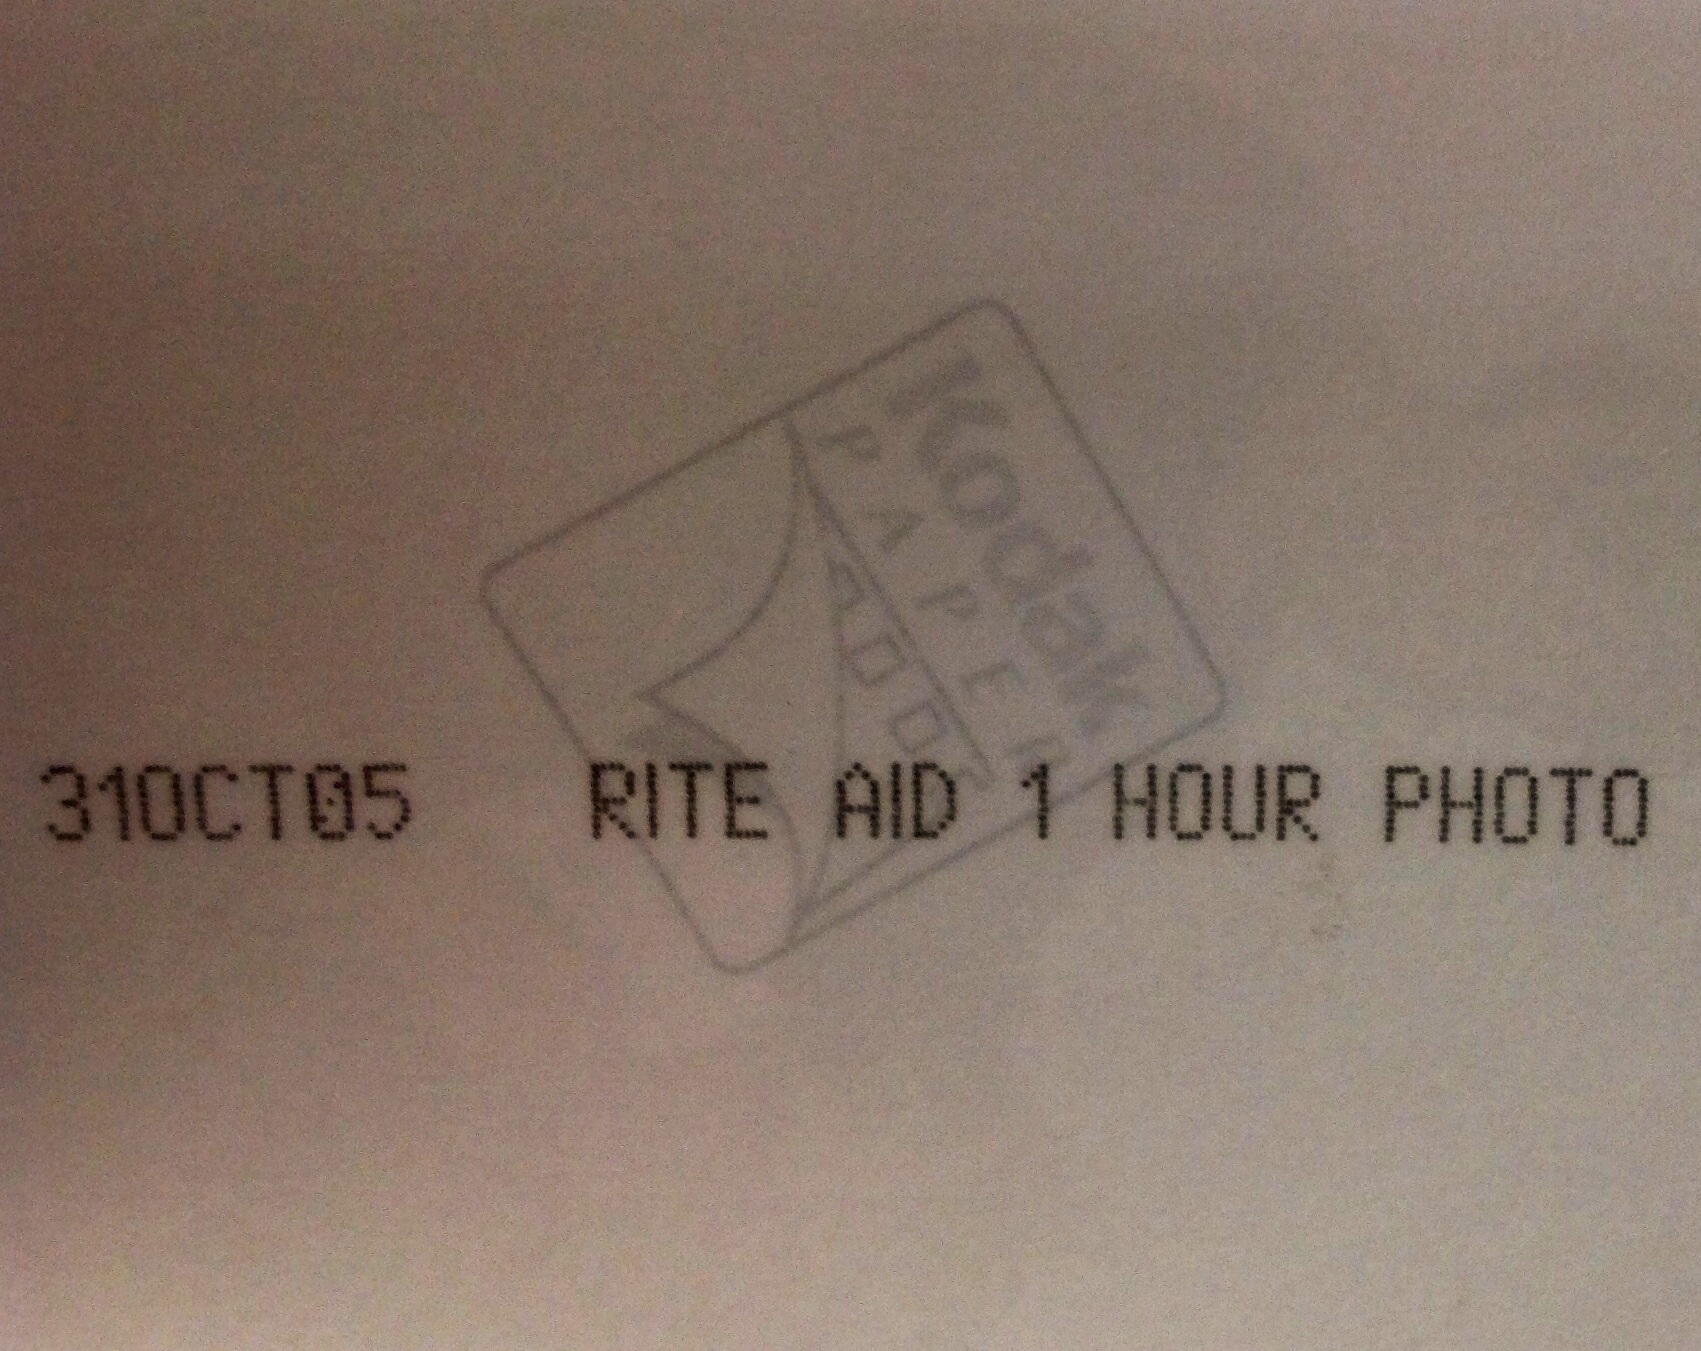 Kodak
PAPER
31OCT05 RITE AID 1 HOUR PHOTO